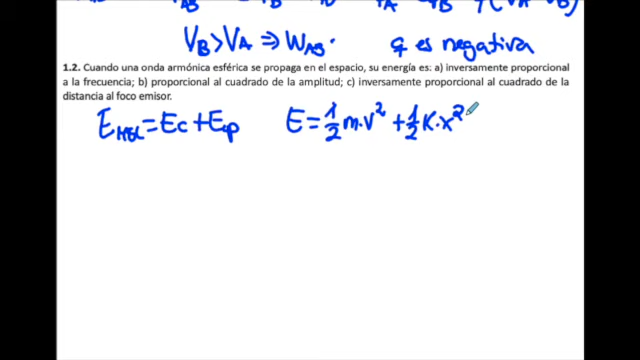 V_B > V_A ⇒ W_AB . q es negativa
1.2. Cuando una onda armónica esférica se propaga en el espacio, su energía es: a) inversamente proporcional
a la frecuencia; b) proporcional al cuadrado de la amplitud; c) inversamente proporcional al cuadrado de la
distancia al foco emisor.
E = Ec + Ep E = 1/2 m·v² + 1/2 K·x²